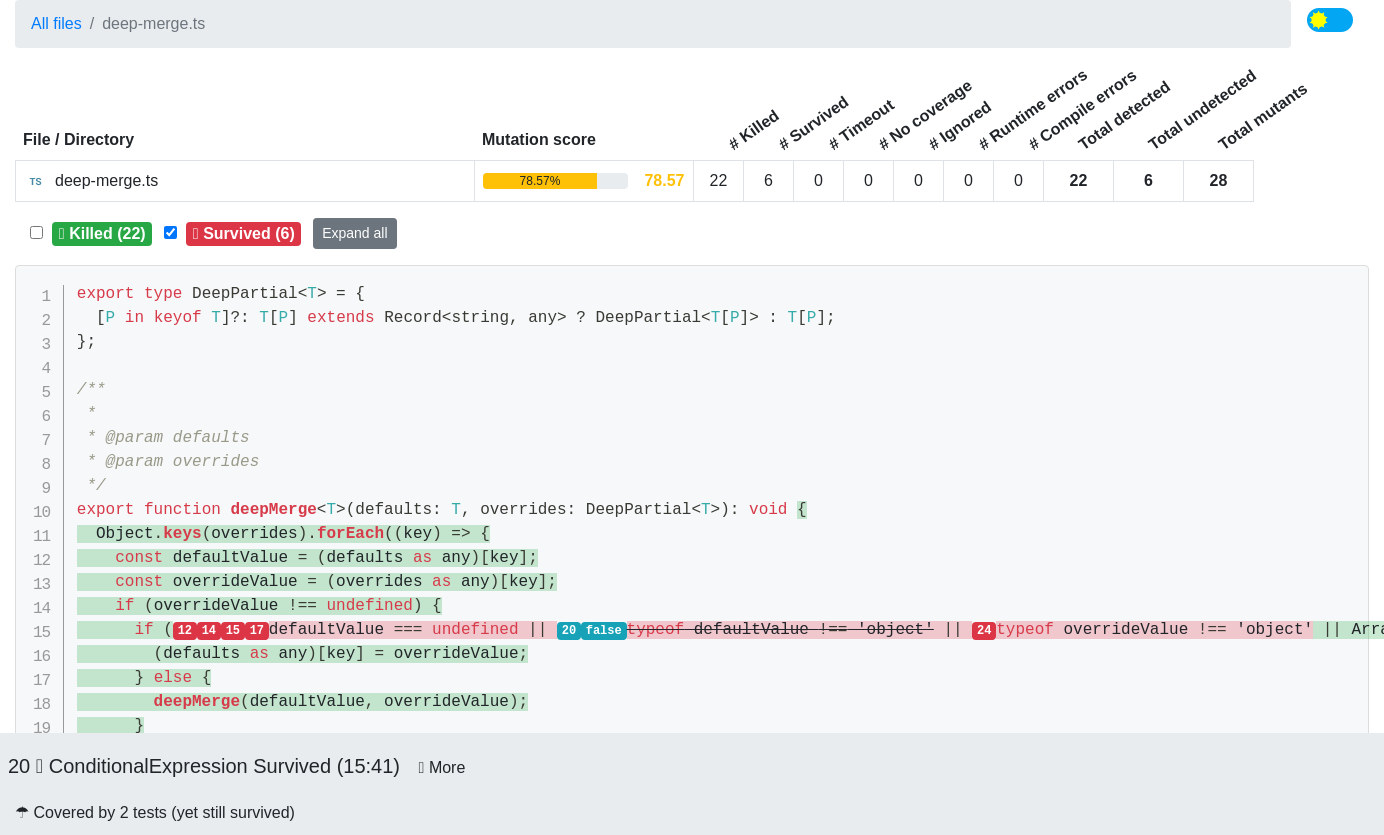 All files / deep-merge.ts
File / Directory Mutation score # Killed # Survived # Timeout # No coverage # Ignored # Runtime errors # Compile errors Total detected Total undetected Total mutants
TS deep-merge.ts 78.57% 78.57 22 6 0 0 0 0 0 22 6 28
Killed (22) Survived (6) Expand all
1 export type DeepPartial<T> = {
2 [P in keyof T]?: T[P] extends Record<string, any> ? DeepPartial<T[P]> : T[P];
3 };
4
5 /**
6 *
7 * @param defaults
8 * @param overrides
9 */
10 export function deepMerge<T>(defaults: T, overrides: DeepPartial<T>): void {
11 Object.keys(overrides).forEach((key) => {
12 const defaultValue = (defaults as any)[key];
13 const overrideValue = (overrides as any)[key];
14 if (overrideValue !== undefined) {
15 if (12 14 15 17 defaultValue === undefined || 20 false typeof defaultValue !== 'object' || 24 typeof overrideValue !== 'object' || Arra
16 (defaults as any)[key] = overrideValue;
17 } else {
18 deepMerge(defaultValue, overrideValue);
19 }
20 ConditionalExpression Survived (15:41) More
☂ Covered by 2 tests (yet still survived)